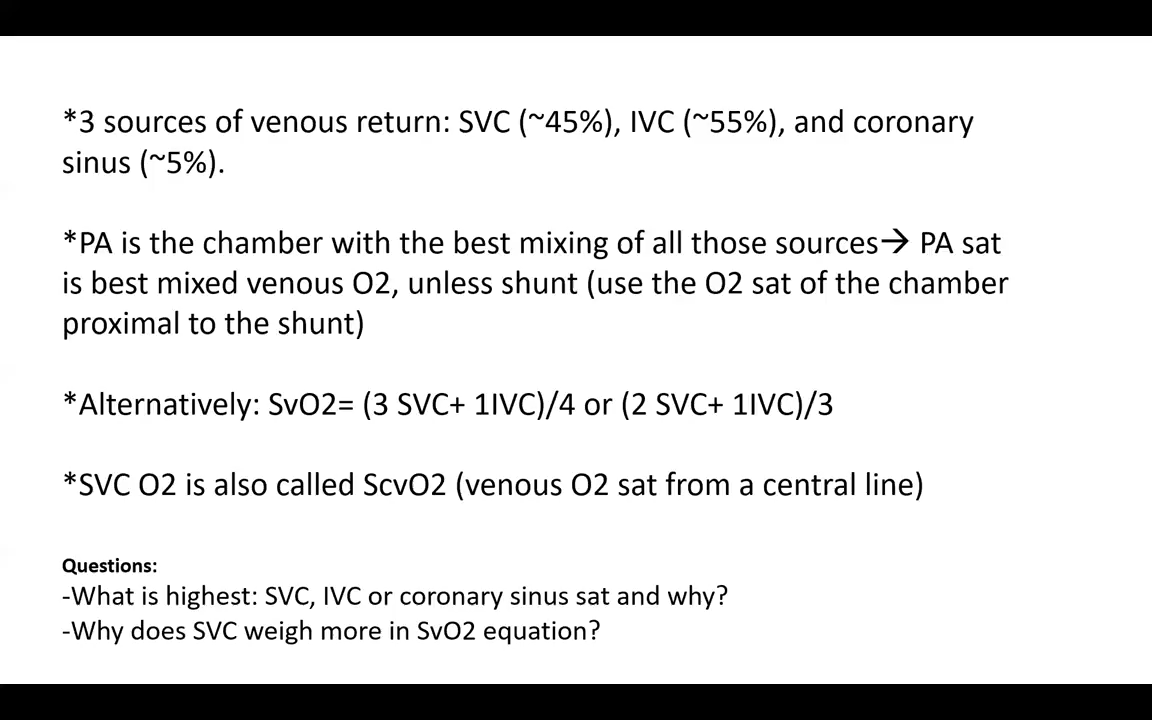 *3 sources of venous return: SVC (~45%), IVC (~55%), and coronary
sinus (~5%).
*PA is the chamber with the best mixing of all those sources→ PA sat
is best mixed venous O2, unless shunt (use the O2 sat of the chamber
proximal to the shunt)
*Alternatively: SvO2= (3 SVC+ 1IVC)/4 or (2 SVC+ 1IVC)/3
*SVC O2 is also called ScvO2 (venous O2 sat from a central line)
Questions:
-What is highest: SVC, IVC or coronary sinus sat and why?
-Why does SVC weigh more in SvO2 equation?